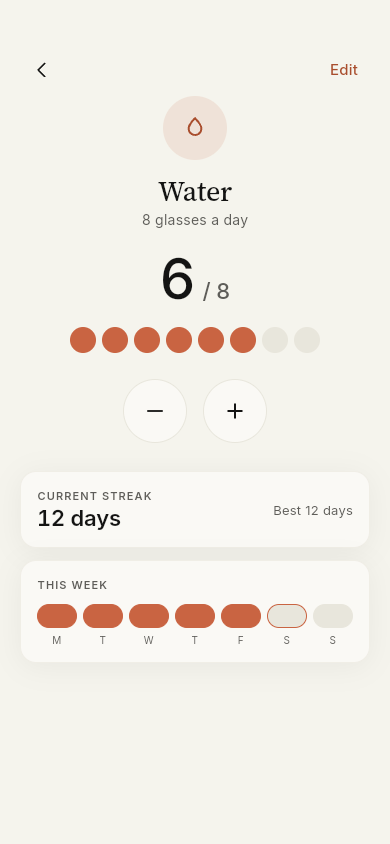 Edit
Water
8 glasses a day
6 / 8
CURRENT STREAK
12 days
Best 12 days
THIS WEEK
M T W T F S S